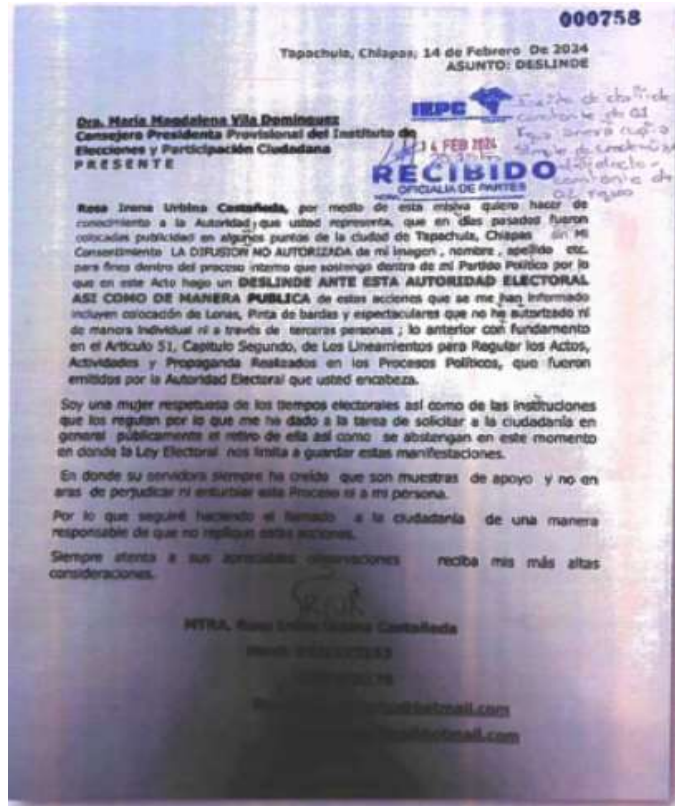 000758
Tapachula, Chiapas, 14 de Febrero De 2024
ASUNTO: DESLINDE
IEPC
Dra. María Magdalena Vila Domínguez
Consejera Presidenta Provisional del Instituto de
Elecciones y Participación Ciudadana
PRESENTE
14 FEB 2024
RECIBIDO
OFICIALIA DE PARTES
Rosa Irene Urbina Castañeda, por medio de esta misiva quiero hacer de
conocimiento a la Autoridad que usted representa, que en días pasados fueron
colocadas publicidad en algunos puntos de la ciudad de Tapachula, Chiapas sin MI
Consentimiento LA DIFUSION NO AUTORIZADA de mi imagen , nombre , apellido etc.
para fines dentro del proceso interno que sostengo dentro de mi Partido Político por lo
que en este Acto hago un DESLINDE ANTE ESTA AUTORIDAD ELECTORAL
ASI COMO DE MANERA PUBLICA de estas acciones que se me han informado
incluyen colocación de Lonas, Pinta de bardas y espectaculares que no he autorizado ni
de manera individual ni a través de terceras personas ; lo anterior con fundamento
en el Artículo 51, Capitulo Segundo, de Los Lineamientos para Regular los Actos,
Actividades y Propaganda Realizados en los Procesos Políticos, que fueron
emitidos por la Autoridad Electoral que usted encabeza.
Soy una mujer respetuosa de los tiempos electorales así como de las instituciones
que los regulan por lo que me ha dado a la tarea de solicitar a la ciudadanía en
general públicamente el retiro de ella así como se abstengan en este momento
en donde la Ley Electoral nos limita a guardar estas manifestaciones.
En donde su servidora siempre ha creído que son muestras de apoyo y no en
aras de perjudicar ni enturbiar este Proceso ni a mi persona.
Por lo que seguiré haciendo el llamado a la ciudadanía de una manera
responsable de que no repliquen estas acciones.
Siempre atenta a sus apreciables observaciones reciba mis más altas
consideraciones.
MTRA. Rosa Irene Urbina Castañeda
@hotmail.com
@hotmail.com